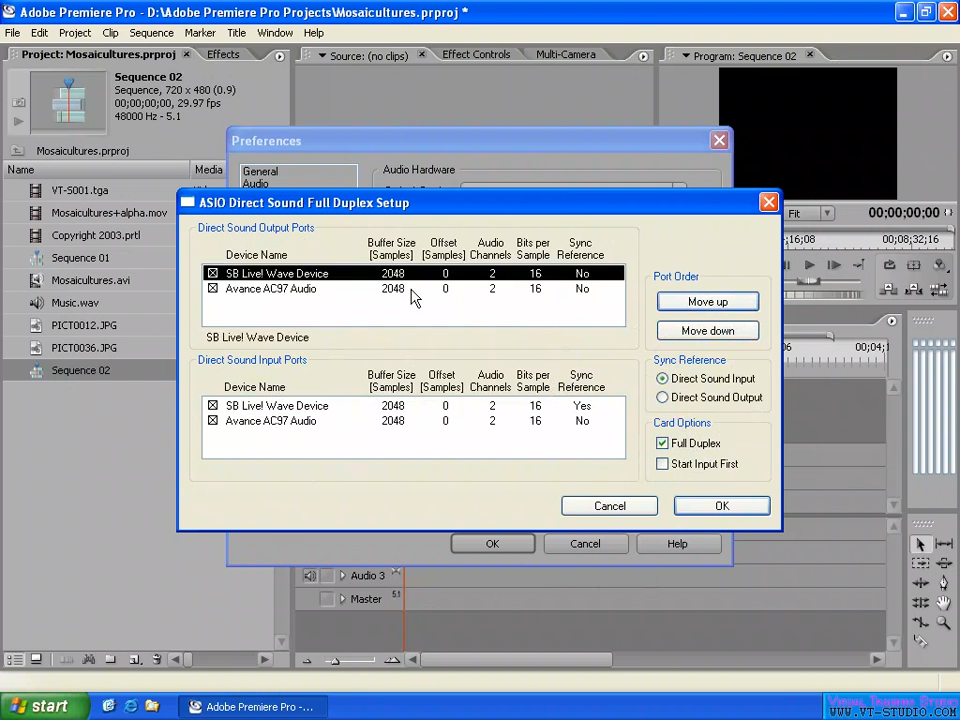 Adobe Premiere Pro - D:\Adobe Premiere Pro Projects\Mosaicultures.prproj *
File Edit Project Clip Sequence Marker Title Window Help
Project: Mosaicultures.prproj × Effects
Source: (no clips) × Effect Controls Multi-Camera
Program: Sequence 02 ×
Sequence 02
Sequence, 720 x 480 (0.9)
00;00;00;00, 29.97 fps
48000 Hz - 5.1
Mosaicultures.prproj
Name Media
VT-S001.tga
Mosaicultures+alpha.mov
Copyright 2003.prtl
Sequence 01
Mosaicultures.avi
Music.wav
PICT0012.JPG
PICT0036.JPG
Sequence 02
Preferences
General
Audio
Audio Hardware
ASIO Direct Sound Full Duplex Setup
Direct Sound Output Ports
Device Name Buffer Size [Samples] Offset [Samples] Audio Channels Bits per Sample Sync Reference
SB Live! Wave Device 2048 0 2 16 No
Avance AC97 Audio 2048 0 2 16 No
SB Live! Wave Device
Direct Sound Input Ports
Device Name Buffer Size [Samples] Offset [Samples] Audio Channels Bits per Sample Sync Reference
SB Live! Wave Device 2048 0 2 16 Yes
Avance AC97 Audio 2048 0 2 16 No
Port Order
Move up
Move down
Sync Reference
Direct Sound Input
Direct Sound Output
Card Options
Full Duplex
Start Input First
Cancel OK
OK Cancel Help
Fit 00;00;00;00
;16;08 00;08;32;16
00;04;1
Audio 3
Master 5.1
start
Adobe Premiere Pro -...
Visual Training Studio
WWW.VT-STUDIO.COM